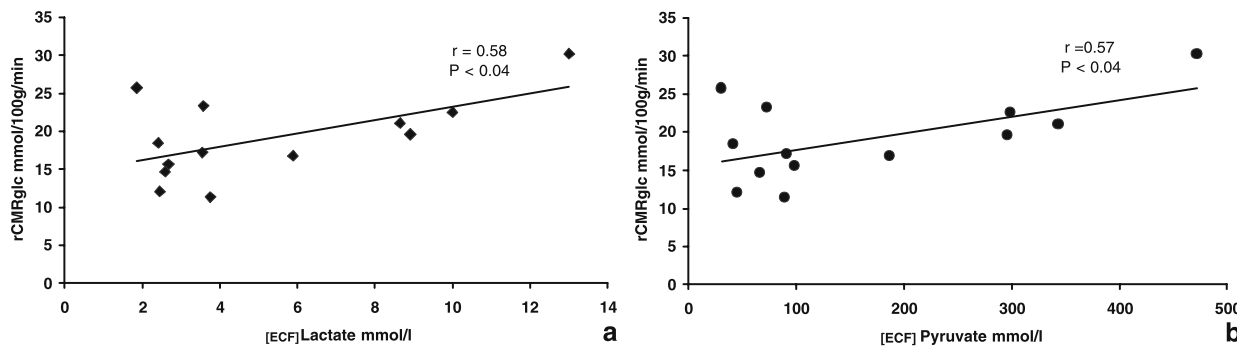 35
30
25
20
15
10
5
0
rCMRglc mmol/100g/min
r = 0.58
P < 0.04
0 2 4 6 8 10 12 14
[ECF] Lactate mmol/l
a
35
30
25
20
15
10
5
0
rCMRglc mmol/100g/min
r =0.57
P < 0.04
0 100 200 300 400 500
[ECF] Pyruvate mmol/l
b